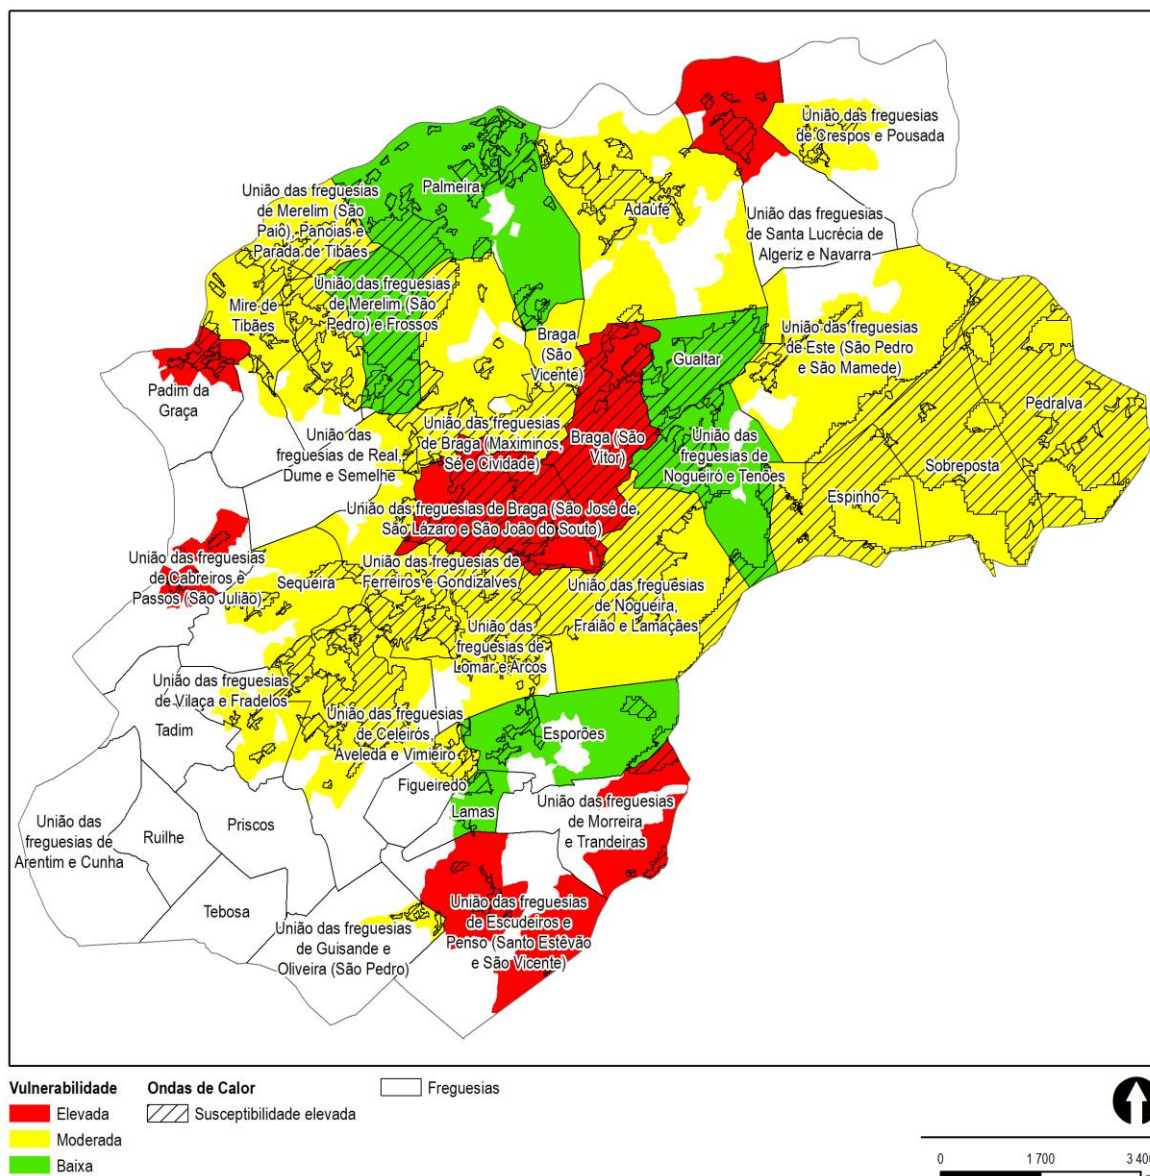 União das freguesias
de Crespos e Pousada
Palmeira
União das freguesias
de Merelim (São
Paio), Panoias e
Parada de Tibães
Adaúfe
União das freguesias
de Santa Lucrécia de
Algeriz e Navarra
União das freguesias
de Merelim (São
Pedro) e Frossos
Mire de
Tibães
Braga
(São
Vicente)
União das freguesias
de Este (São Pedro
e São Mamede)
Gualtar
Padim da
Graça
Pedralva
União das freguesias
de Braga (Maximinos,
Sé e Cividade)
União das
freguesias de Real,
Dume e Semelhe
Braga (São
Vítor)
União das
freguesias de
Nogueiró e Tenões
Sobreposta
Espinho
União das freguesias de Braga (São José de
São Lázaro e São João do Souto)
União das freguesias
de Cabreiros e
Passos (São Julião)
Sequeira
União das freguesias de
Ferreiros e Gondizalves
União das freguesias
de Nogueira,
Fraião e Lamaçães
União das
freguesias de
Lomar e Arcos
União das freguesias
de Vilaça e Fradelos
Tadim
União das freguesias
de Celeirós,
Aveleda e Vimieiro
Esporões
Figueiredo
Lamas
União das freguesias
de Morreira
e Trandeiras
União das
freguesias de
Arentim e Cunha
Ruilhe
Priscos
Tebosa
União das freguesias
de Escudeiros e
Penso (Santo Estêvão
e São Vicente)
União das freguesias
de Guisande e
Oliveira (São Pedro)
Vulnerabilidade
Elevada
Moderada
Baixa
Ondas de Calor
Susceptibilidade elevada
Freguesias
0 1 700 3 400